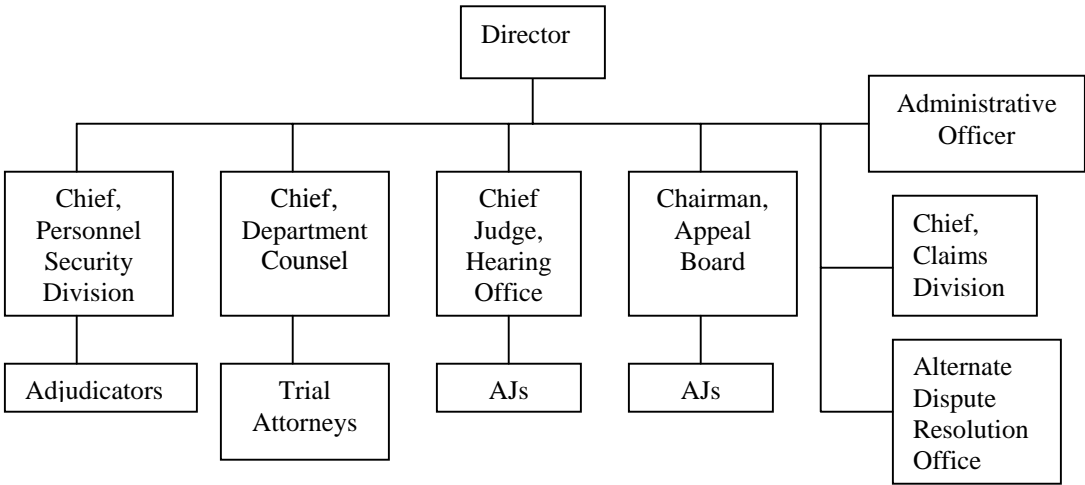 Director
Administrative
Officer
Chief,
Personnel
Security
Division
Chief,
Department
Counsel
Chief
Judge,
Hearing
Office
Chairman,
Appeal
Board
Chief,
Claims
Division
Adjudicators
Trial
Attorneys
AJs
AJs
Alternate
Dispute
Resolution
Office